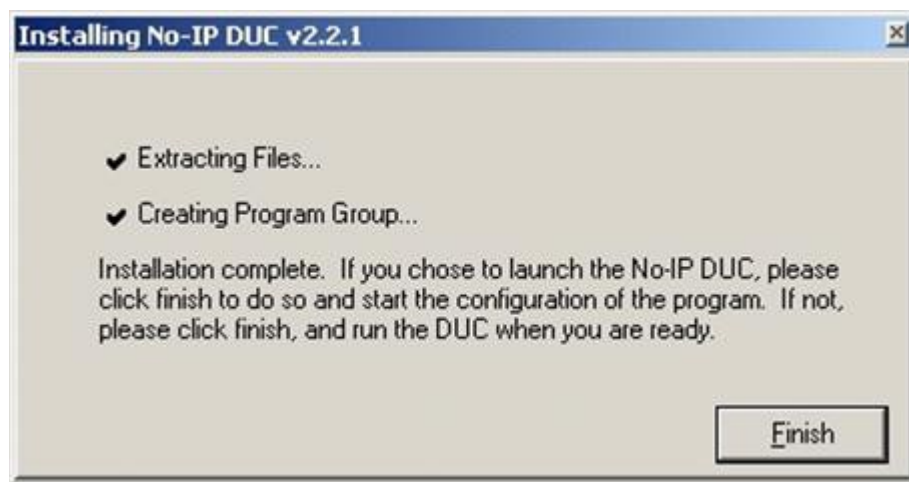 Installing No-IP DUC v2.2.1
Extracting Files...
Creating Program Group...
Installation complete. If you chose to launch the No-IP DUC, please
click finish to do so and start the configuration of the program. If not,
please click finish, and run the DUC when you are ready.
Finish